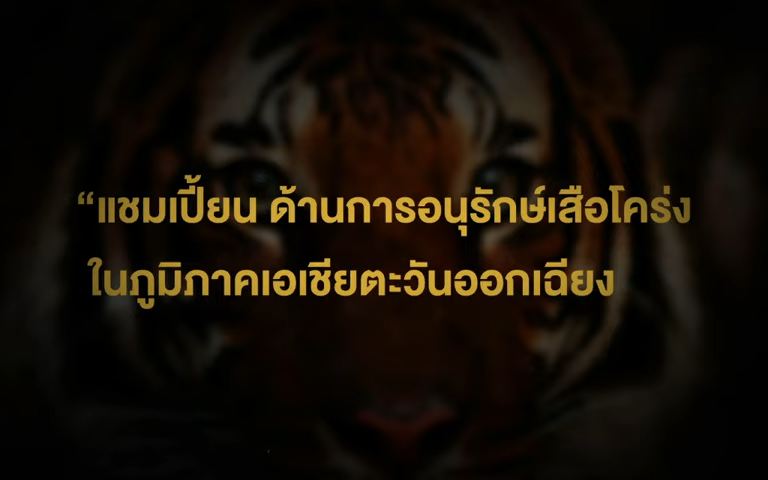 “แชมเปี้ยน ด้านการอนุรักษ์เสือโคร่ง
ในภูมิภาคเอเชียตะวันออกเฉียง